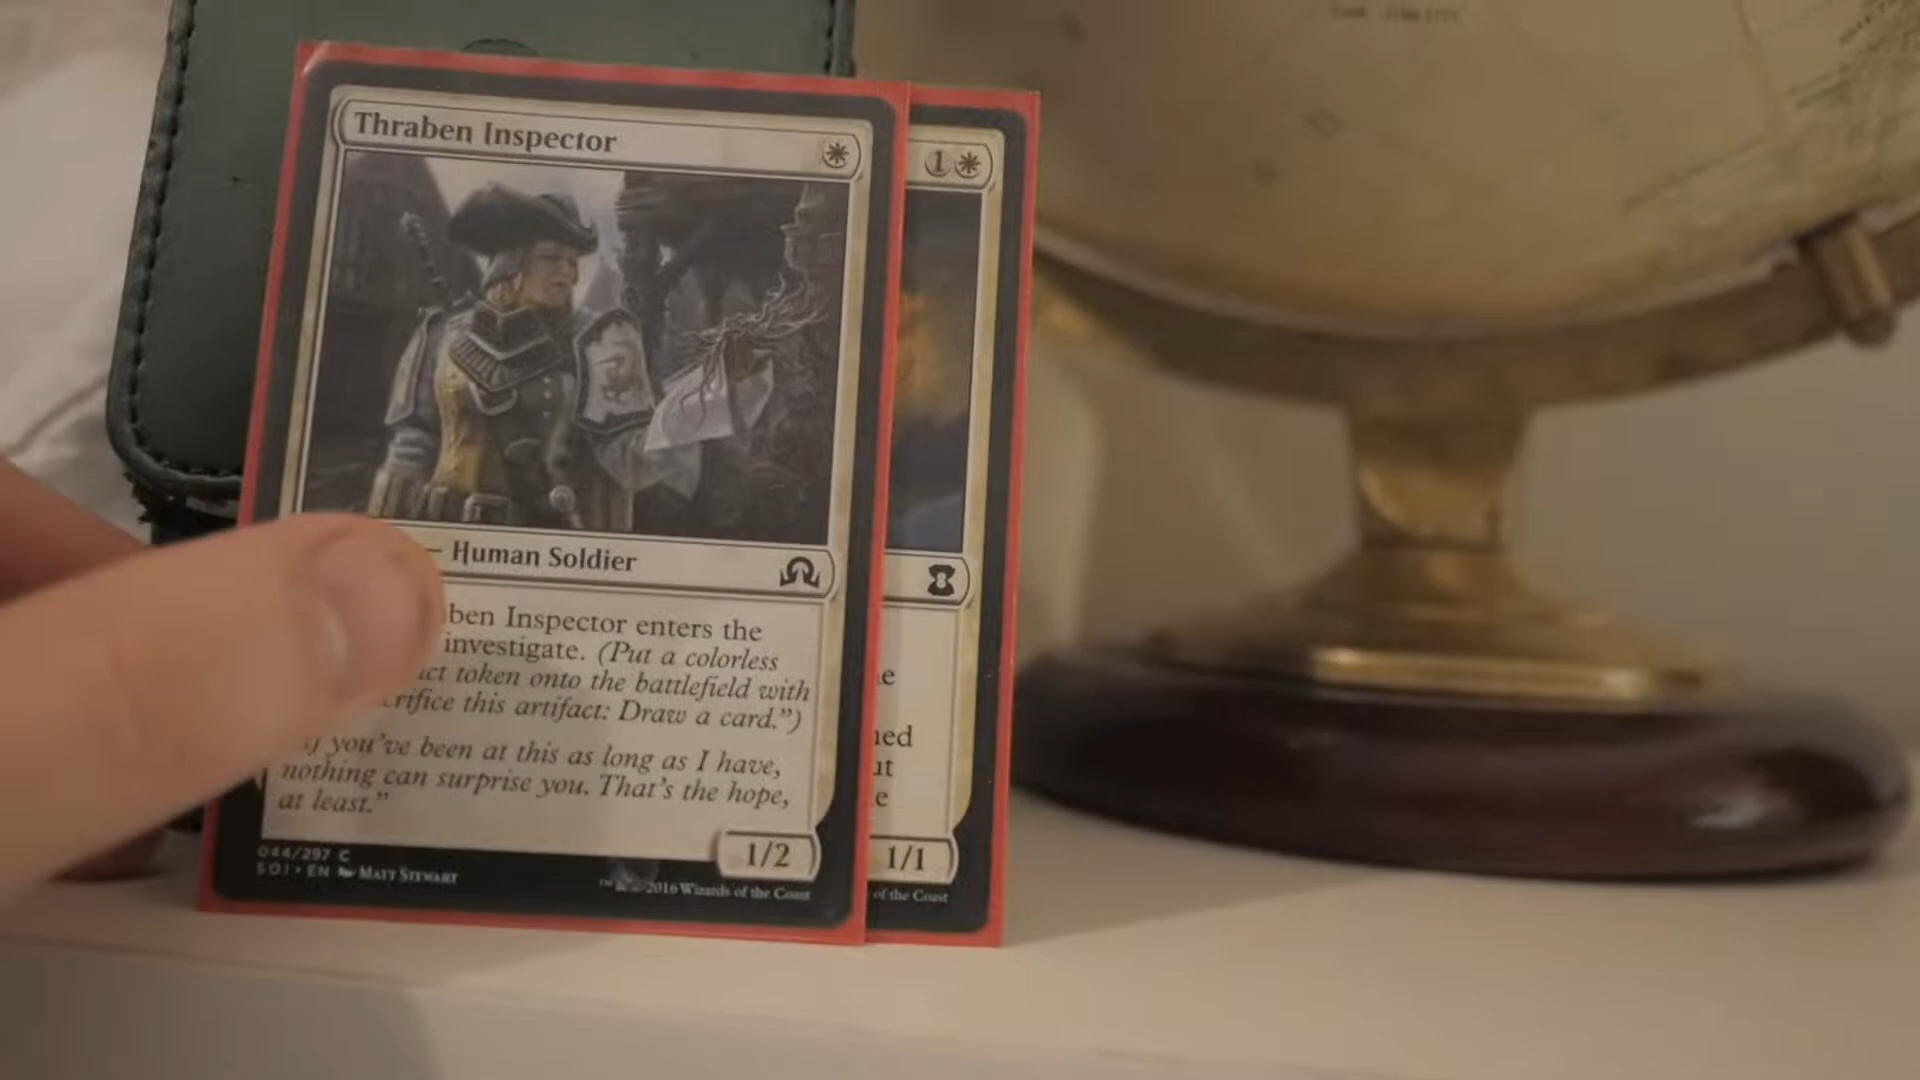 Thraben Inspector
1
– Human Soldier
ben Inspector enters the
investigate. (Put a colorless
act token onto the battlefield with
crifice this artifact: Draw a card.")
you've been at this as long as I have,
nothing can surprise you. That's the hope,
at least."
1/2
044/297 C
SOI • EN Matt Stewart
2016 Wizards of the Coast
e
ned
ut
e
1/1
of the Coast